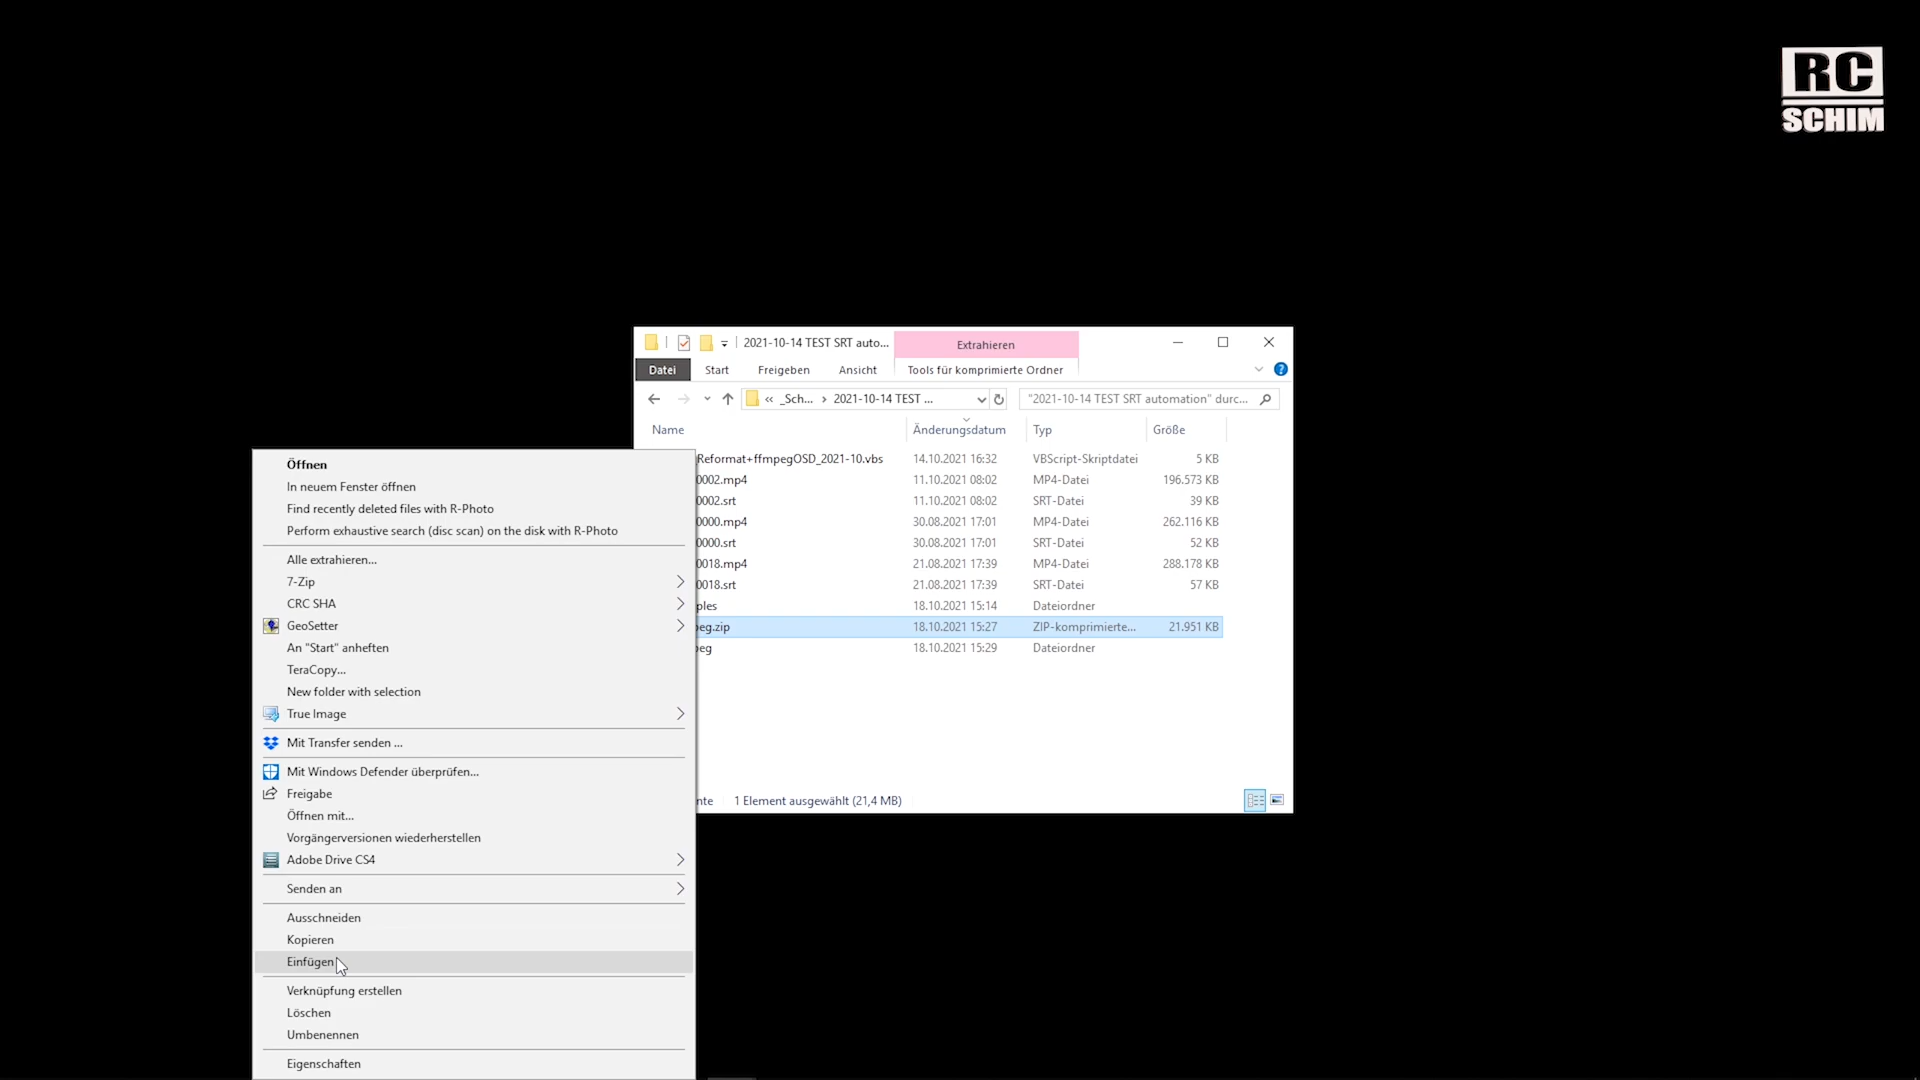 RC
SCHIM
2021-10-14 TEST SRT auto...
Extrahieren
Datei
Start
Freigeben
Ansicht
Tools für komprimierte Ordner
« _Sch... › 2021-10-14 TEST ...
"2021-10-14 TEST SRT automation" durc...
Name
Änderungsdatum
Typ
Größe
Reformat+ffmpegOSD_2021-10.vbs 14.10.2021 16:32 VBScript-Skriptdatei 5 KB
0002.mp4 11.10.2021 08:02 MP4-Datei 196.573 KB
0002.srt 11.10.2021 08:02 SRT-Datei 39 KB
0000.mp4 30.08.2021 17:01 MP4-Datei 262.116 KB
0000.srt 30.08.2021 17:01 SRT-Datei 52 KB
0018.mp4 21.08.2021 17:39 MP4-Datei 288.178 KB
0018.srt 21.08.2021 17:39 SRT-Datei 57 KB
ples 18.10.2021 15:14 Dateiordner
eg.zip 18.10.2021 15:27 ZIP-komprimierte... 21.951 KB
eg 18.10.2021 15:29 Dateiordner
nte 1 Element ausgewählt (21,4 MB)
Öffnen
In neuem Fenster öffnen
Find recently deleted files with R-Photo
Perform exhaustive search (disc scan) on the disk with R-Photo
Alle extrahieren...
7-Zip
CRC SHA
GeoSetter
An "Start" anheften
TeraCopy...
New folder with selection
True Image
Mit Transfer senden ...
Mit Windows Defender überprüfen...
Freigabe
Öffnen mit...
Vorgängerversionen wiederherstellen
Adobe Drive CS4
Senden an
Ausschneiden
Kopieren
Einfügen
Verknüpfung erstellen
Löschen
Umbenennen
Eigenschaften